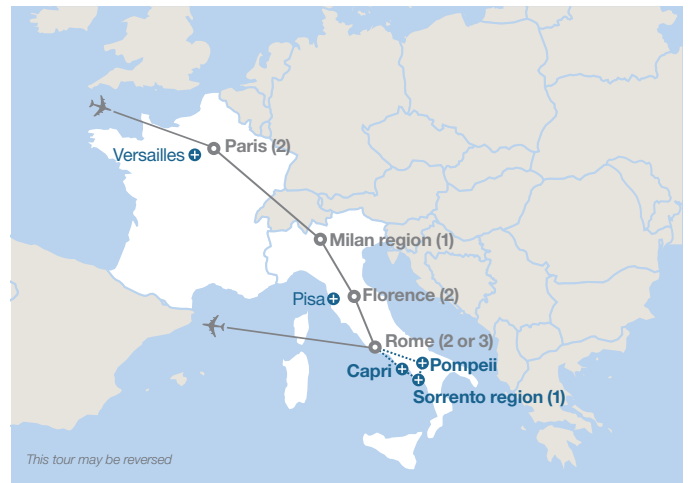 Paris (2)
Versailles
Milan region (1)
Florence (2)
Pisa
Rome (2 or 3)
Pompeii
Capri
Sorrento region (1)
This tour may be reversed